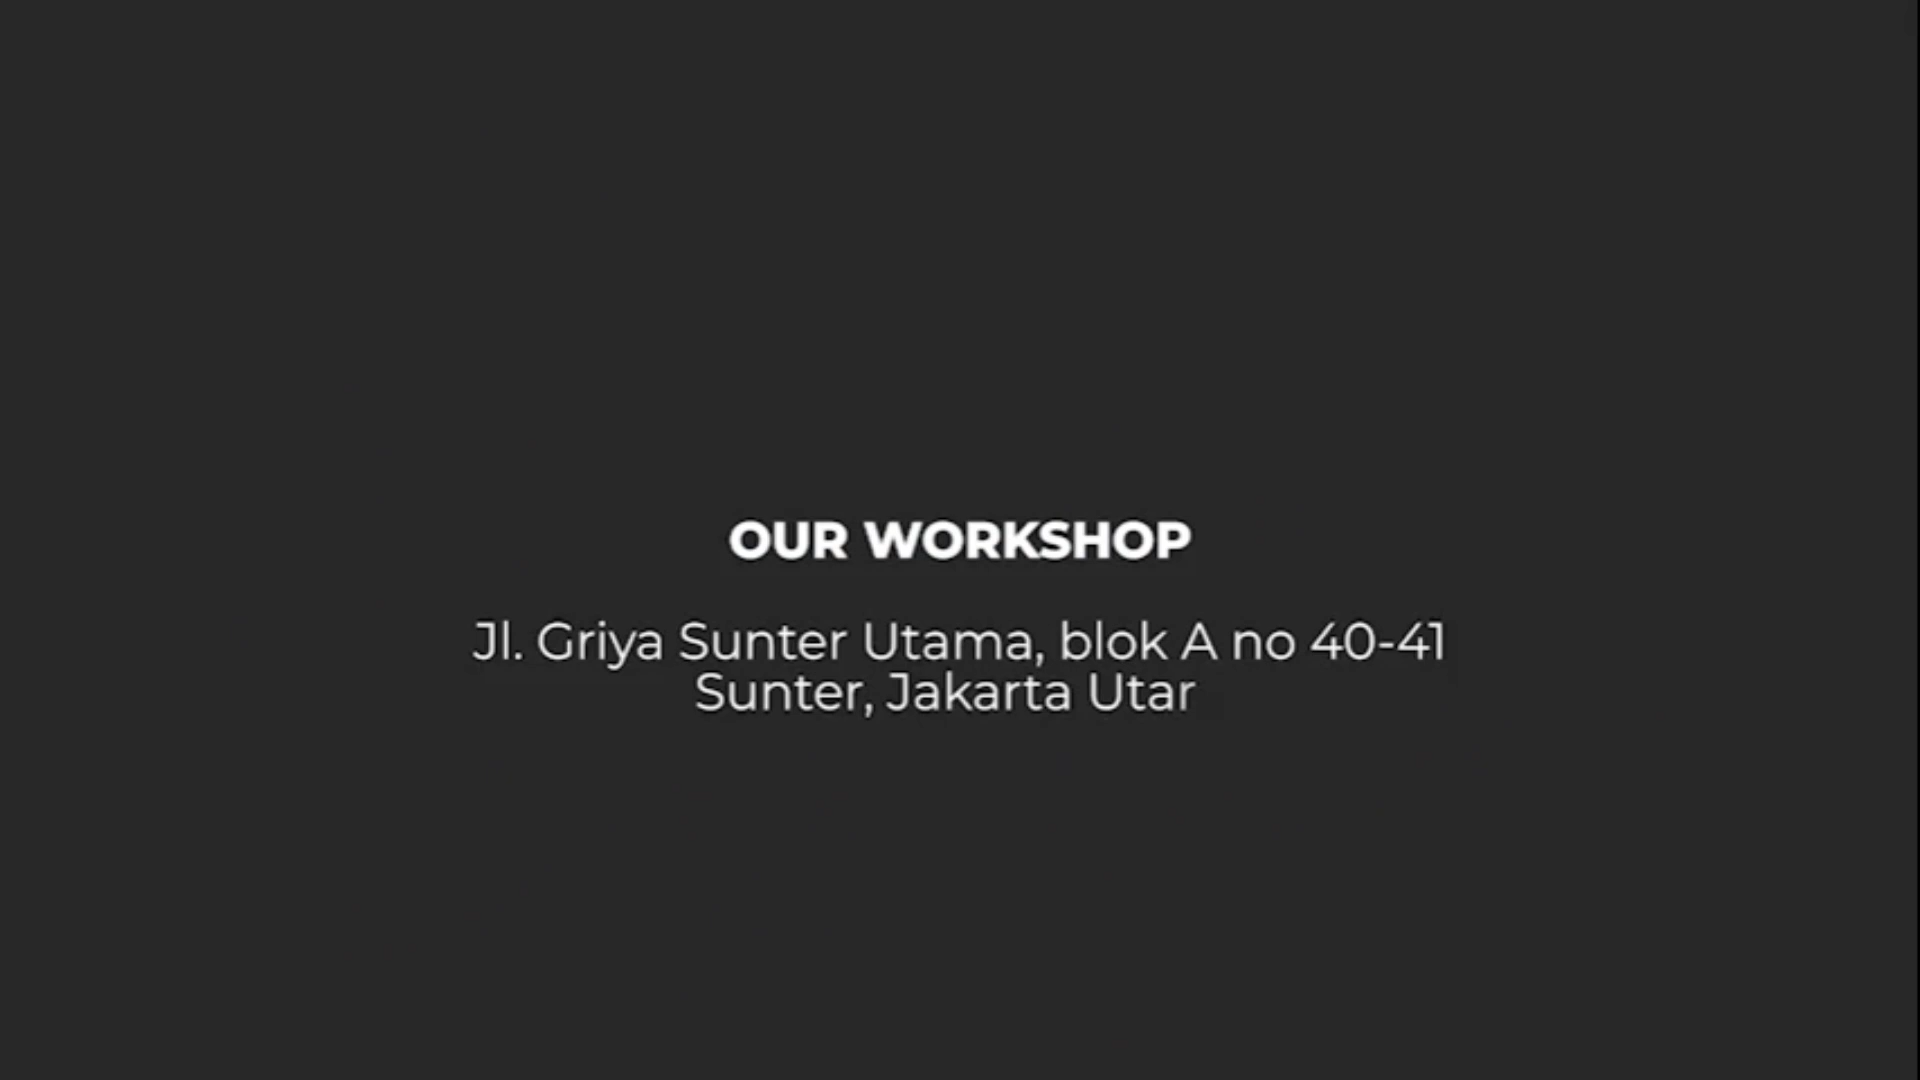 OUR WORKSHOP
Jl. Griya Sunter Utama, blok A no 40-41
Sunter, Jakarta Utar